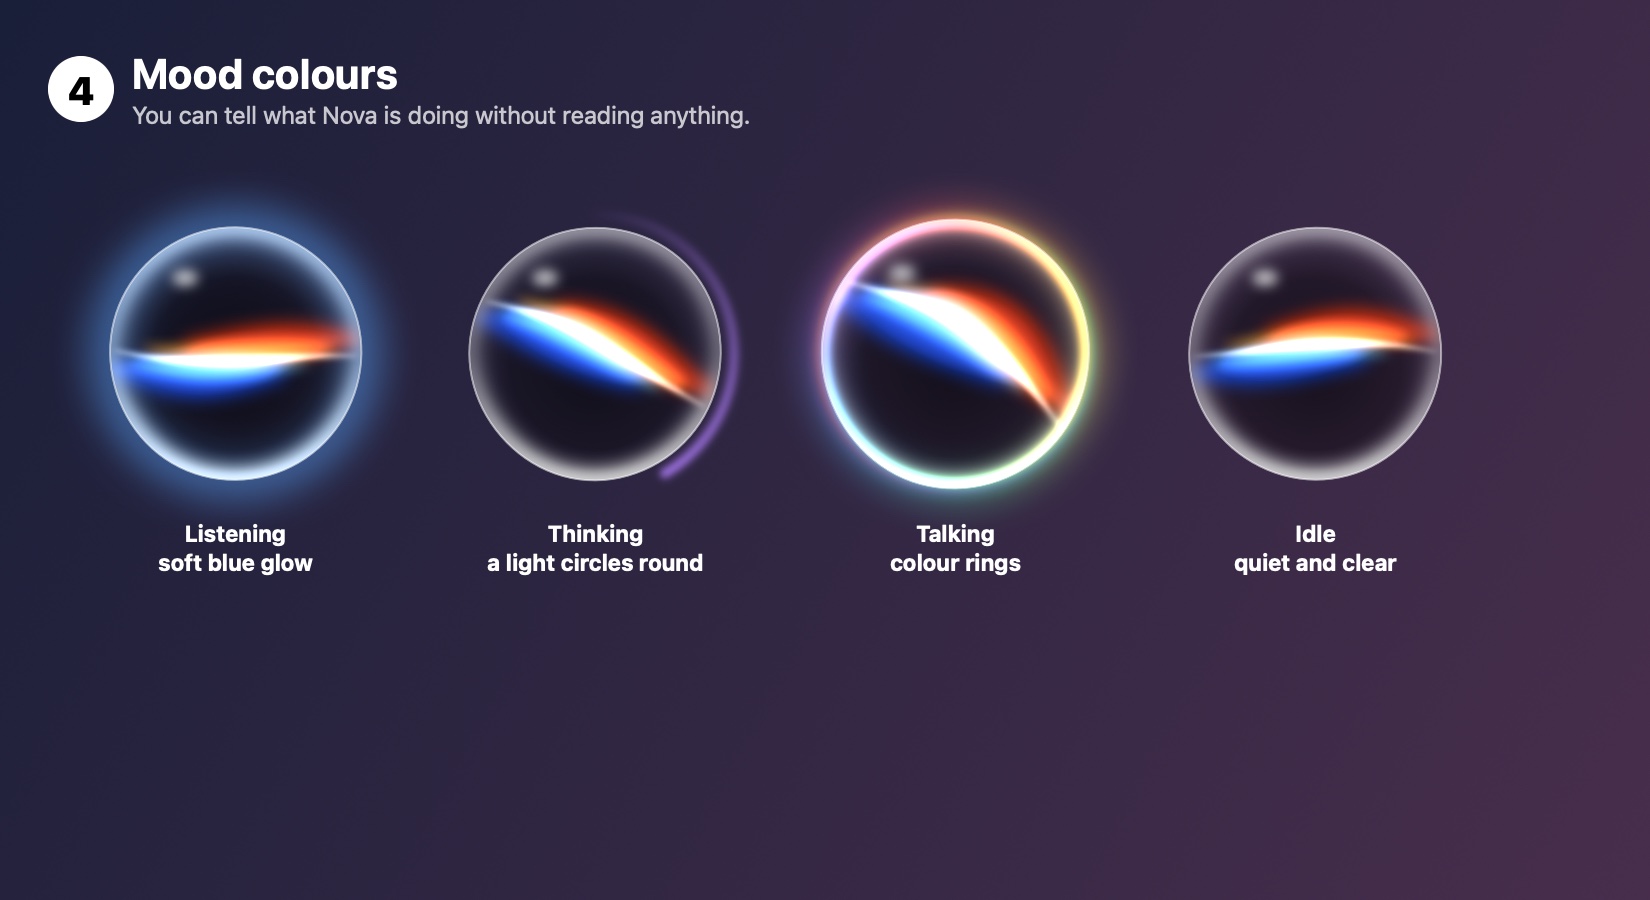 4
Mood colours
You can tell what Nova is doing without reading anything.
Listening
soft blue glow
Thinking
a light circles round
Talking
colour rings
Idle
quiet and clear